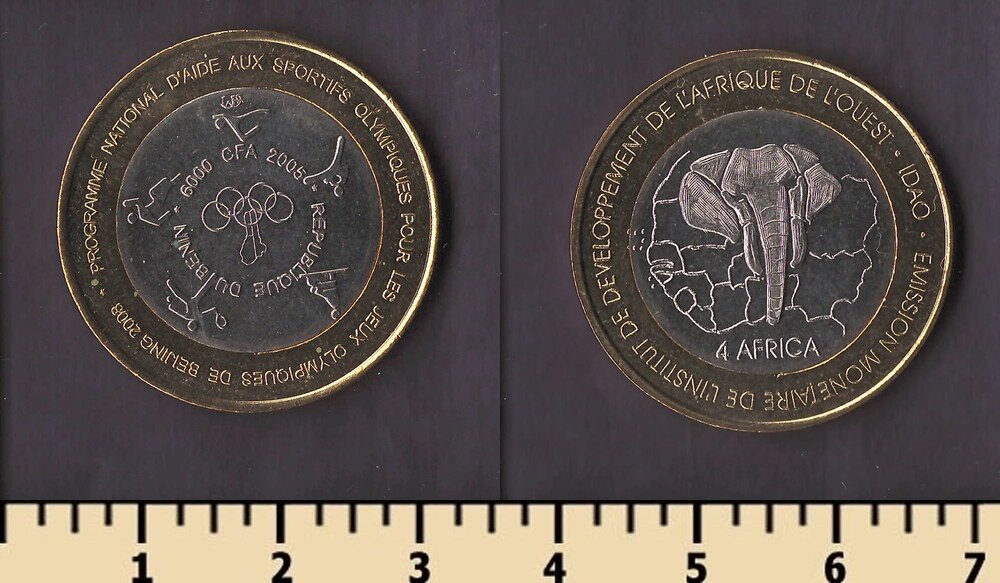 PROGRAMME NATIONAL D'AIDE AUX SPORTIFS OLYMPIQUES POUR LES JEUX OLYMPIQUES DE BEIJING 2008 *
6000 CFA 2005 * REPUBLIQUE DU BENIN *
EMISSION MONETAIRE DE L'INSTITUT DE DEVELOPPEMENT DE L'AFRIQUE DE L'OUEST · IDAO ·
4 AFRICA
1 2 3 4 5 6 7